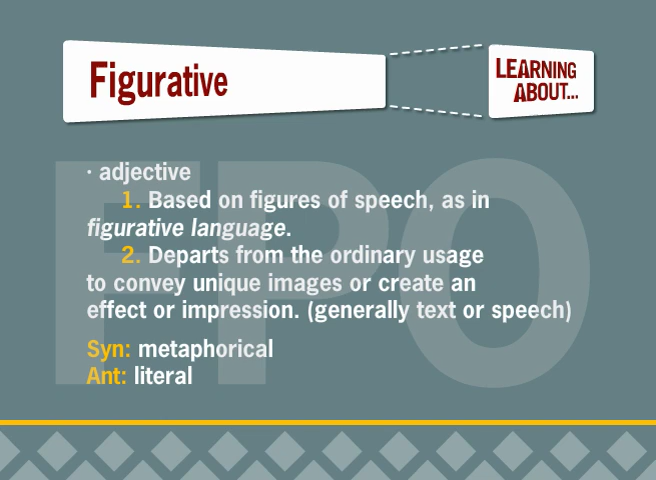 Figurative
LEARNING
ABOUT...
FPO
· adjective
1. Based on figures of speech, as in
figurative language.
2. Departs from the ordinary usage
to convey unique images or create an
effect or impression. (generally text or speech)
Syn: metaphorical
Ant: literal